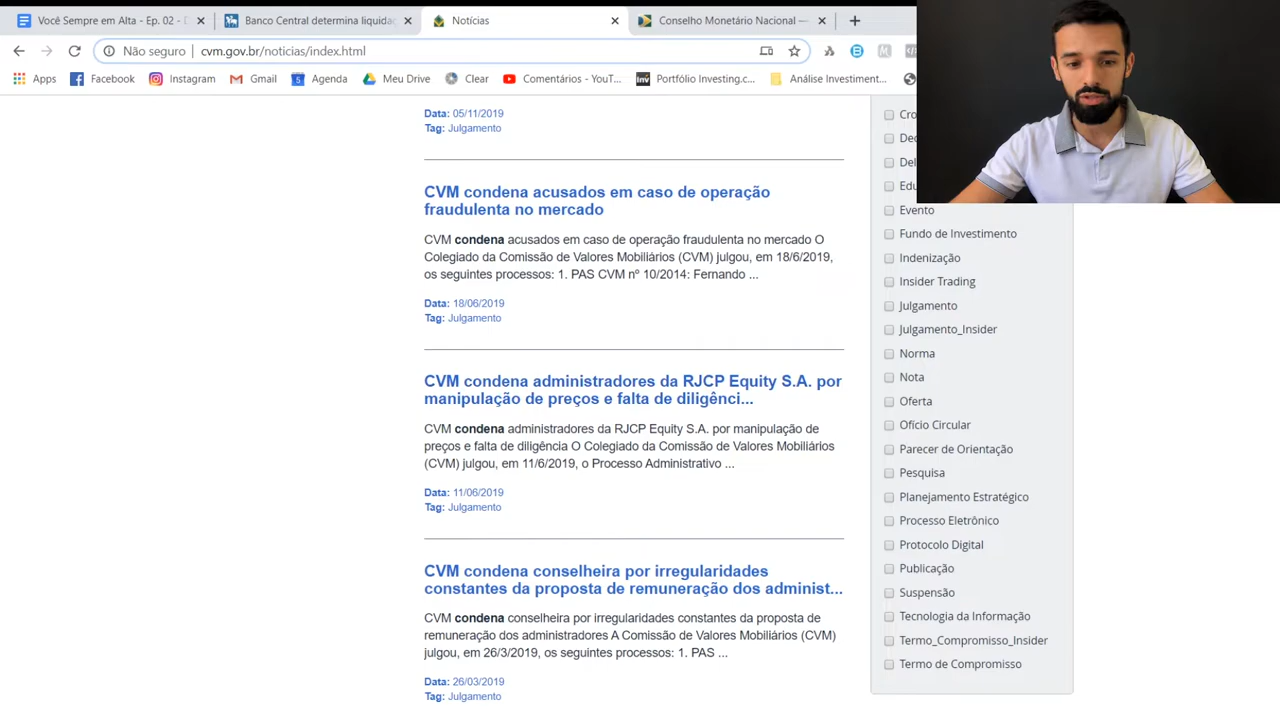 Você Sempre em Alta - Ep. 02 - D
Banco Central determina liquidaç
Notícias
Conselho Monetário Nacional —
Não seguro
cvm.gov.br/noticias/index.html
Apps
Facebook
Instagram
Gmail
Agenda
Meu Drive
Clear
Comentários - YouT...
Portfólio Investing.c...
Análise Investiment...
Data: 05/11/2019
Tag: Julgamento
CVM condena acusados em caso de operação
fraudulenta no mercado
CVM condena acusados em caso de operação fraudulenta no mercado O
Colegiado da Comissão de Valores Mobiliários (CVM) julgou, em 18/6/2019,
os seguintes processos: 1. PAS CVM nº 10/2014: Fernando ...
Data: 18/06/2019
Tag: Julgamento
CVM condena administradores da RJCP Equity S.A. por
manipulação de preços e falta de diligênci...
CVM condena administradores da RJCP Equity S.A. por manipulação de
preços e falta de diligência O Colegiado da Comissão de Valores Mobiliários
(CVM) julgou, em 11/6/2019, o Processo Administrativo ...
Data: 11/06/2019
Tag: Julgamento
CVM condena conselheira por irregularidades
constantes da proposta de remuneração dos administ...
CVM condena conselheira por irregularidades constantes da proposta de
remuneração dos administradores A Comissão de Valores Mobiliários (CVM)
julgou, em 26/3/2019, os seguintes processos: 1. PAS ...
Data: 26/03/2019
Tag: Julgamento
Cro
Dec
Del
Edu
Evento
Fundo de Investimento
Indenização
Insider Trading
Julgamento
Julgamento_Insider
Norma
Nota
Oferta
Ofício Circular
Parecer de Orientação
Pesquisa
Planejamento Estratégico
Processo Eletrônico
Protocolo Digital
Publicação
Suspensão
Tecnologia da Informação
Termo_Compromisso_Insider
Termo de Compromisso